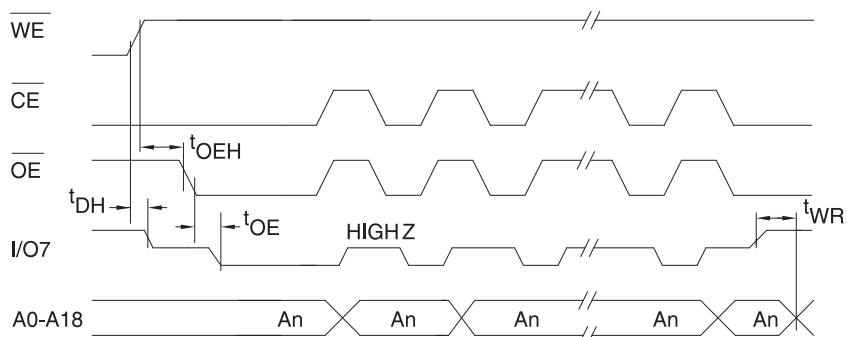 WE
CE
tOEH
OE
tDH
tOE
tWR
HIGH Z
I/O7
A0-A18 An An An An An